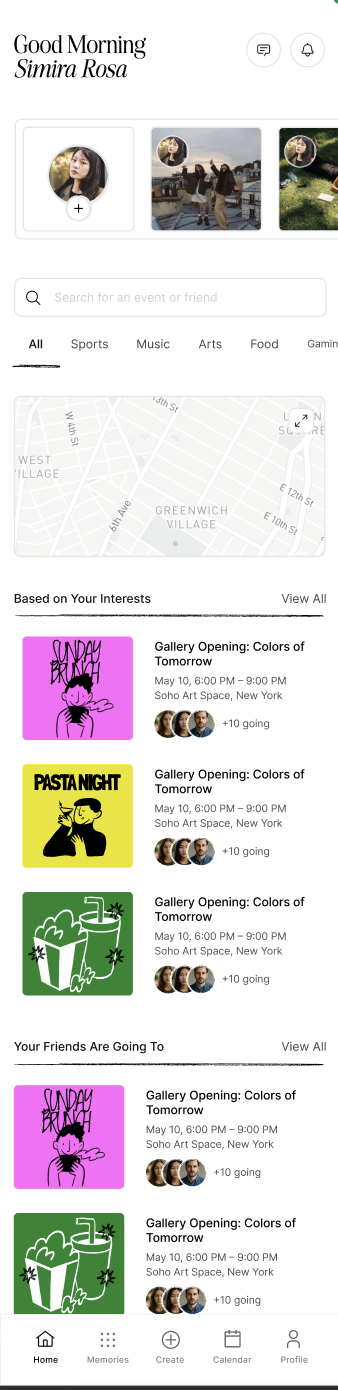 Good Morning
Simira Rosa
Search for an event or friend
All Sports Music Arts Food Gamin
13th St
W 4th St
WEST
VILLAGE
6th Ave
GREENWICH
VILLAGE
E 12th St
E 10th St
Based on Your Interests View All
SUNDAY
BRUNCH
Gallery Opening: Colors of
Tomorrow
May 10, 6:00 PM – 9:00 PM
Soho Art Space, New York
+10 going
PASTA NIGHT
Gallery Opening: Colors of
Tomorrow
May 10, 6:00 PM – 9:00 PM
Soho Art Space, New York
+10 going
Gallery Opening: Colors of
Tomorrow
May 10, 6:00 PM – 9:00 PM
Soho Art Space, New York
+10 going
Your Friends Are Going To View All
SUNDAY
BRUNCH
Gallery Opening: Colors of
Tomorrow
May 10, 6:00 PM – 9:00 PM
Soho Art Space, New York
+10 going
Gallery Opening: Colors of
Tomorrow
May 10, 6:00 PM – 9:00 PM
Soho Art Space, New York
+10 going
Home Memories Create Calendar Profile